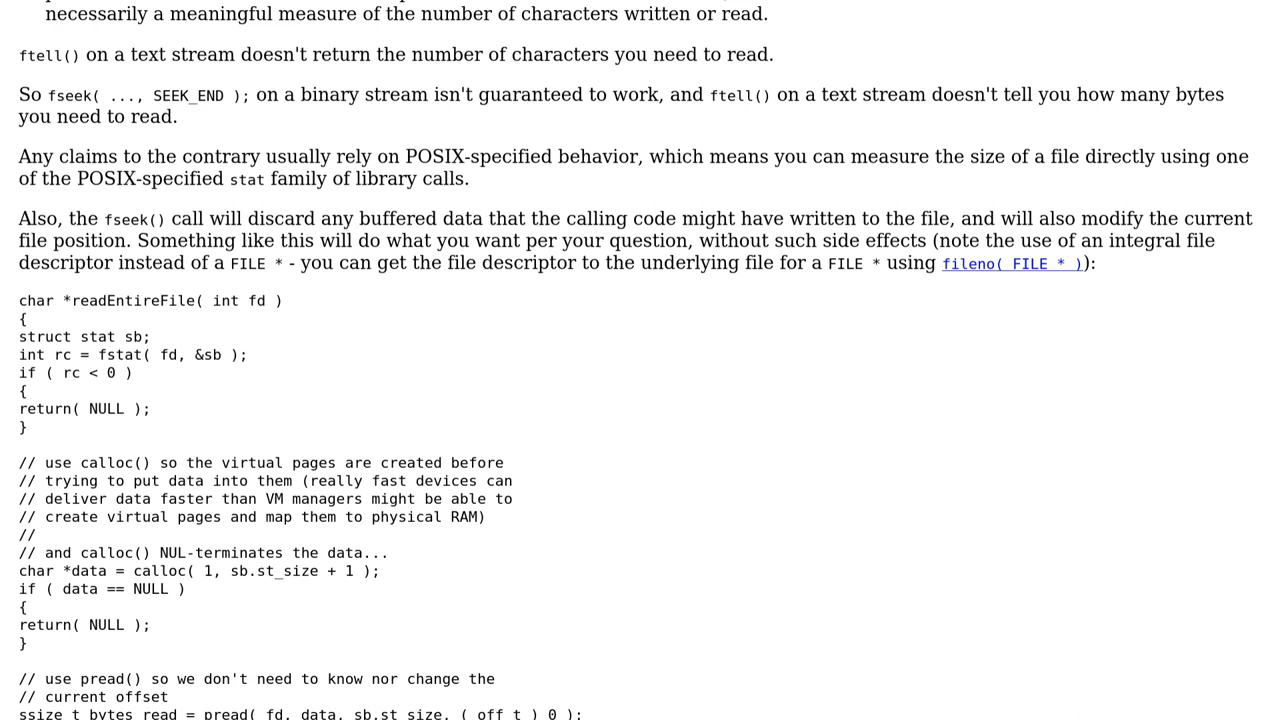 necessarily a meaningful measure of the number of characters written or read.
ftell() on a text stream doesn't return the number of characters you need to read.
So fseek( ..., SEEK_END ); on a binary stream isn't guaranteed to work, and ftell() on a text stream doesn't tell you how many bytes
you need to read.
Any claims to the contrary usually rely on POSIX-specified behavior, which means you can measure the size of a file directly using one
of the POSIX-specified stat family of library calls.
Also, the fseek() call will discard any buffered data that the calling code might have written to the file, and will also modify the current
file position. Something like this will do what you want per your question, without such side effects (note the use of an integral file
descriptor instead of a FILE * - you can get the file descriptor to the underlying file for a FILE * using fileno( FILE * )):
char *readEntireFile( int fd )
{
struct stat sb;
int rc = fstat( fd, &sb );
if ( rc < 0 )
{
return( NULL );
}
// use calloc() so the virtual pages are created before
// trying to put data into them (really fast devices can
// deliver data faster than VM managers might be able to
// create virtual pages and map them to physical RAM)
//
// and calloc() NUL-terminates the data...
char *data = calloc( 1, sb.st_size + 1 );
if ( data == NULL )
{
return( NULL );
}
// use pread() so we don't need to know nor change the
// current offset
ssize_t bytes_read = pread( fd, data, sb.st_size, ( off_t ) 0 );